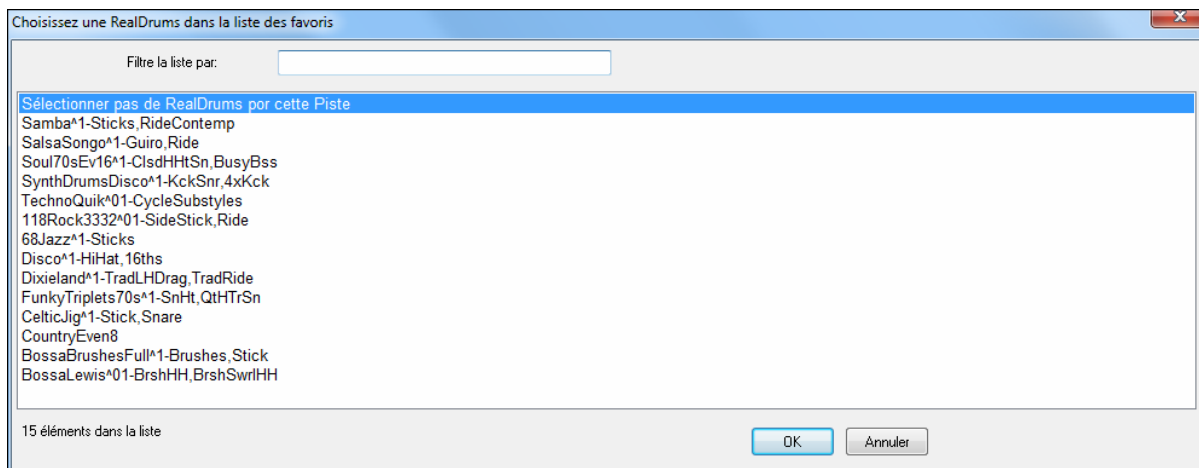 Choisissez une RealDrums dans la liste des favoris
Filtre la liste par:
Sélectionner pas de RealDrums por cette Piste
Samba^1-Sticks,RideContemp
SalsaSongo^1-Guiro,Ride
Soul70sEv16^1-ClsdHHtSn,BusyBss
SynthDrumsDisco^1-KckSnr,4xKck
TechnoQuik^01-CycleSubstyles
118Rock3332^01-SideStick,Ride
68Jazz^1-Sticks
Disco^1-HiHat,16ths
Dixieland^1-TradLHDrag,TradRide
FunkyTriplets70s^1-SnHt,QtHTrSn
CelticJig^1-Stick,Snare
CountryEven8
BossaBrushesFull^1-Brushes,Stick
BossaLewis^01-BrshHH,BrshSwrlHH
15 éléments dans la liste
OK Annuler